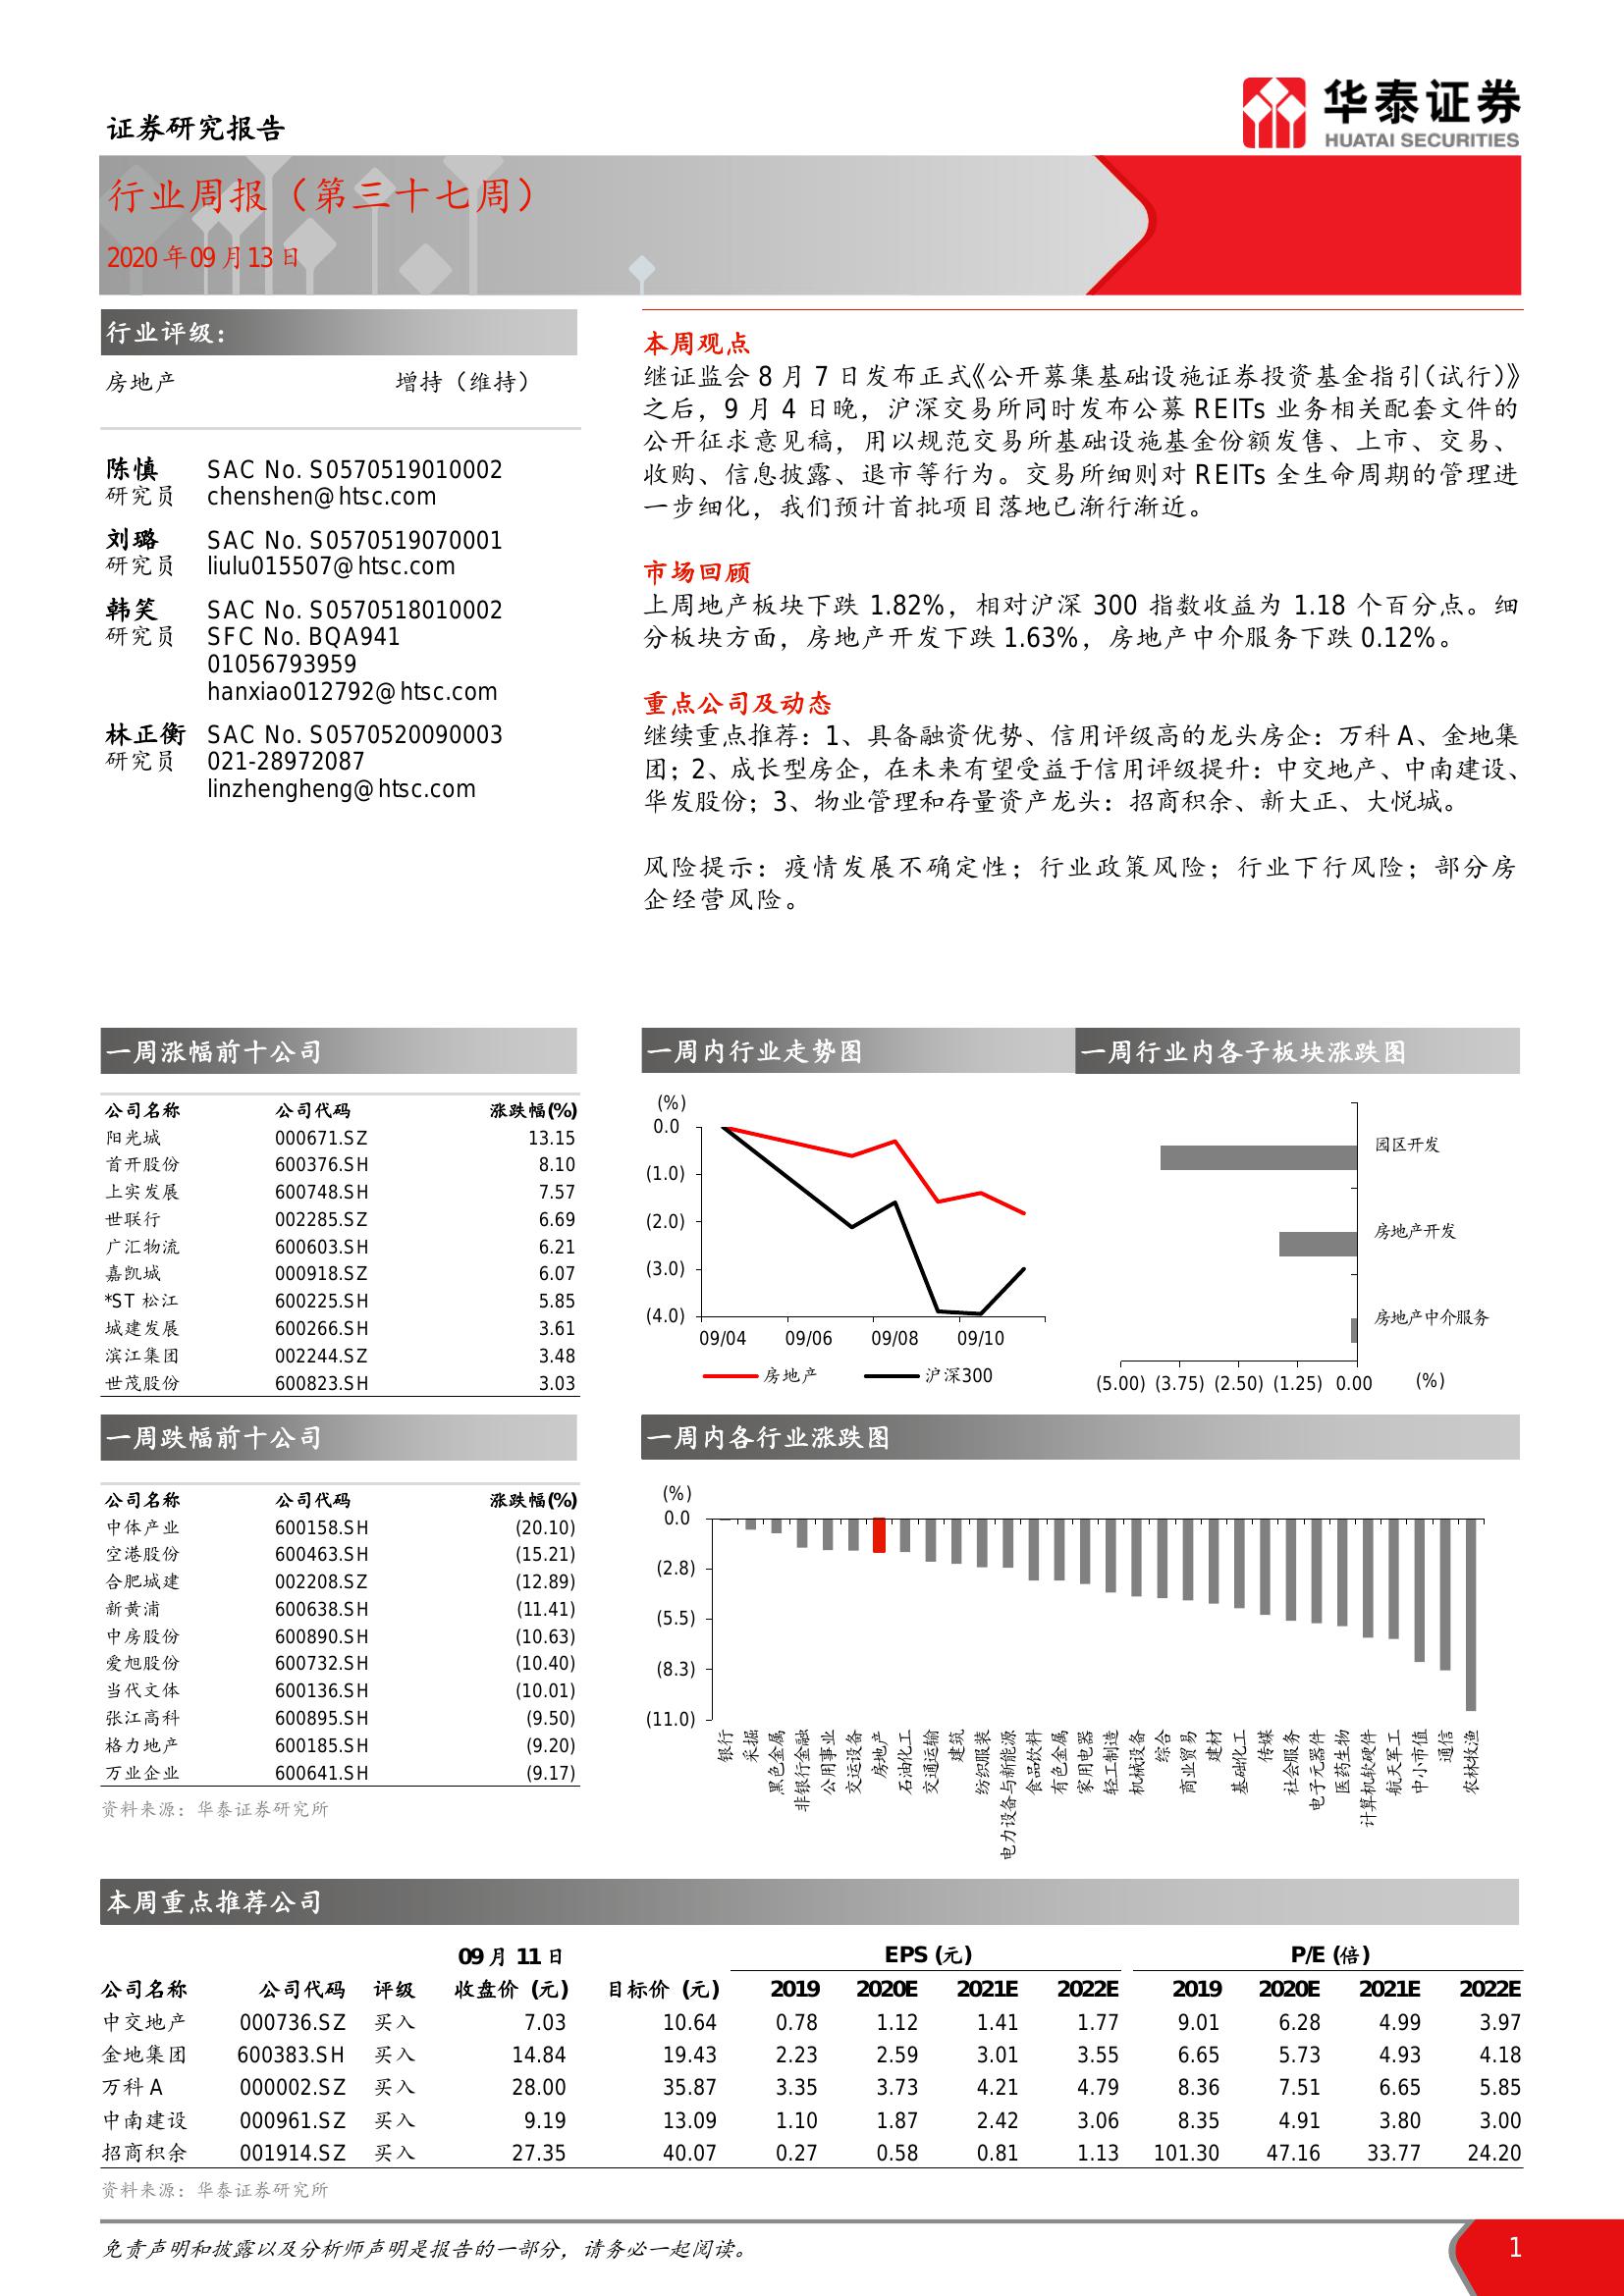 证券研究报告
华泰证券
HUATAI SECURITIES
行业周报（第三十七周）
2020年09月13日
行业评级：
房地产 增持（维持）
陈慎 SAC No. S0570519010002
研究员 chenshen@htsc.com
刘璐 SAC No. S0570519070001
研究员 liulu015507@htsc.com
韩笑 SAC No. S0570518010002
研究员 SFC No. BQA941
01056793959
hanxiao012792@htsc.com
林正衡 SAC No. S0570520090003
研究员 021-28972087
linzhengheng@htsc.com
本周观点
继证监会 8 月 7 日发布正式《公开募集基础设施证券投资基金指引（试行）》
之后，9 月 4 日晚，沪深交易所同时发布公募 REITs 业务相关配套文件的
公开征求意见稿，用以规范交易所基础设施基金份额发售、上市、交易、
收购、信息披露、退市等行为。交易所细则对 REITs 全生命周期的管理进
一步细化，我们预计首批项目落地已渐行渐近。
市场回顾
上周地产板块下跌 1.82%，相对沪深 300 指数收益为 1.18 个百分点。细
分板块方面，房地产开发下跌 1.63%，房地产中介服务下跌 0.12%。
重点公司及动态
继续重点推荐：1、具备融资优势、信用评级高的龙头房企：万科 A、金地集
团；2、成长型房企，在未来有望受益于信用评级提升：中交地产、中南建设、
华发股份；3、物业管理和存量资产龙头：招商积余、新大正、大悦城。
风险提示：疫情发展不确定性；行业政策风险；行业下行风险；部分房
企经营风险。
一周涨幅前十公司
公司名称 公司代码 涨跌幅(%)
阳光城 000671.SZ 13.15
首开股份 600376.SH 8.10
上实发展 600748.SH 7.57
世联行 002285.SZ 6.69
广汇物流 600603.SH 6.21
嘉凯城 000918.SZ 6.07
*ST 松江 600225.SH 5.85
城建发展 600266.SH 3.61
滨江集团 002244.SZ 3.48
世茂股份 600823.SH 3.03
一周内行业走势图
(%)
0.0
(1.0)
(2.0)
(3.0)
(4.0)
09/04 09/06 09/08 09/10
房地产 沪深300
一周行业内各子板块涨跌图
园区开发
房地产开发
房地产中介服务
(5.00) (3.75) (2.50) (1.25) 0.00 (%)
一周跌幅前十公司
公司名称 公司代码 涨跌幅(%)
中体产业 600158.SH (20.10)
空港股份 600463.SH (15.21)
合肥城建 002208.SZ (12.89)
新黄浦 600638.SH (11.41)
中房股份 600890.SH (10.63)
爱旭股份 600732.SH (10.40)
当代文体 600136.SH (10.01)
张江高科 600895.SH (9.50)
格力地产 600185.SH (9.20)
万业企业 600641.SH (9.17)
资料来源：华泰证券研究所
一周内各行业涨跌图
(%)
0.0
(2.8)
(5.5)
(8.3)
(11.0)
银行
采掘
黑色金属
非银行金融
公用事业
交运设备
房地产
石油化工
交通运输
建筑
纺织服装
电力设备与新能源
食品饮料
有色金属
家用电器
轻工制造
机械设备
综合
商业贸易
建材
基础化工
传媒
社会服务
电子元器件
医药生物
计算机软硬件
航天军工
中小市值
通信
农林牧渔
本周重点推荐公司
09月 11日 EPS (元) P/E (倍)
公司名称 公司代码 评级 收盘价 (元) 目标价 (元) 2019 2020E 2021E 2022E 2019 2020E 2021E 2022E
中交地产 000736.SZ 买入 7.03 10.64 0.78 1.12 1.41 1.77 9.01 6.28 4.99 3.97
金地集团 600383.SH 买入 14.84 19.43 2.23 2.59 3.01 3.55 6.65 5.73 4.93 4.18
万科 A 000002.SZ 买入 28.00 35.87 3.35 3.73 4.21 4.79 8.36 7.51 6.65 5.85
中南建设 000961.SZ 买入 9.19 13.09 1.10 1.87 2.42 3.06 8.35 4.91 3.80 3.00
招商积余 001914.SZ 买入 27.35 40.07 0.27 0.58 0.81 1.13 101.30 47.16 33.77 24.20
资料来源：华泰证券研究所
免责声明和披露以及分析师声明是报告的一部分，请务必一起阅读。 1